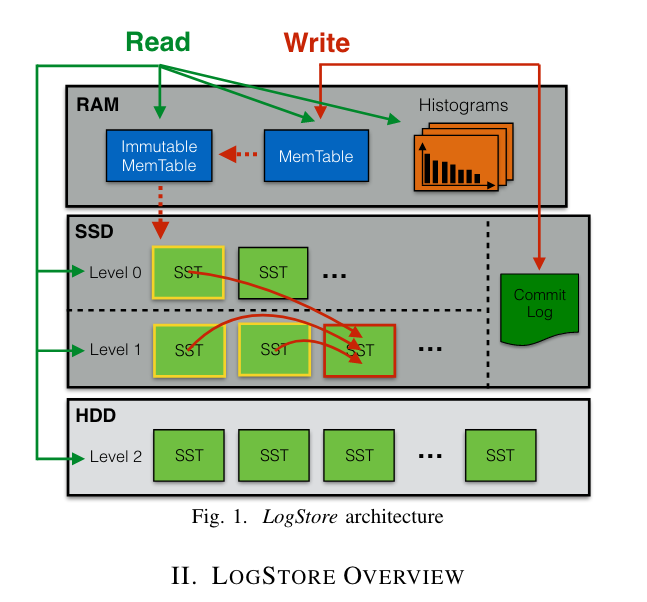 Read
Write
RAM
Histograms
Immutable
MemTable
MemTable
SSD
Level 0
SST
SST
...
Commit
Log
Level 1
SST
SST
SST
...
HDD
Level 2
SST
SST
SST
...
SST
Fig. 1. LogStore architecture
II. LOGSTORE OVERVIEW